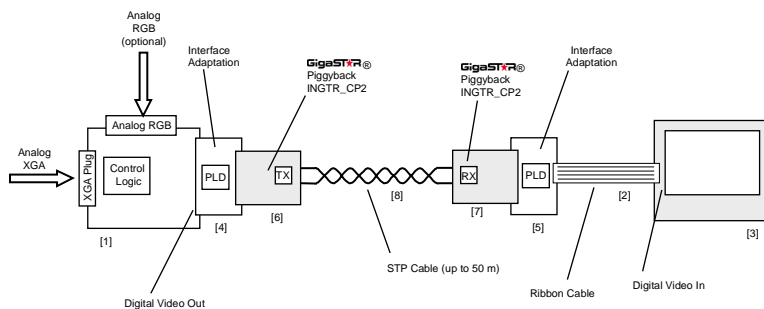 Analog
RGB
(optional)
Interface
Adaptation
GigaSTR®
Piggyback
INGTR_CP2
GigaSTR®
Piggyback
INGTR_CP2
Interface
Adaptation
Analog RGB
Analog
XGA
XGA Plug
Control
Logic
PLD
TX
RX
PLD
[1]
[4]
[6]
[8]
[7]
[5]
[2]
[3]
Digital Video Out
STP Cable (up to 50 m)
Ribbon Cable
Digital Video In